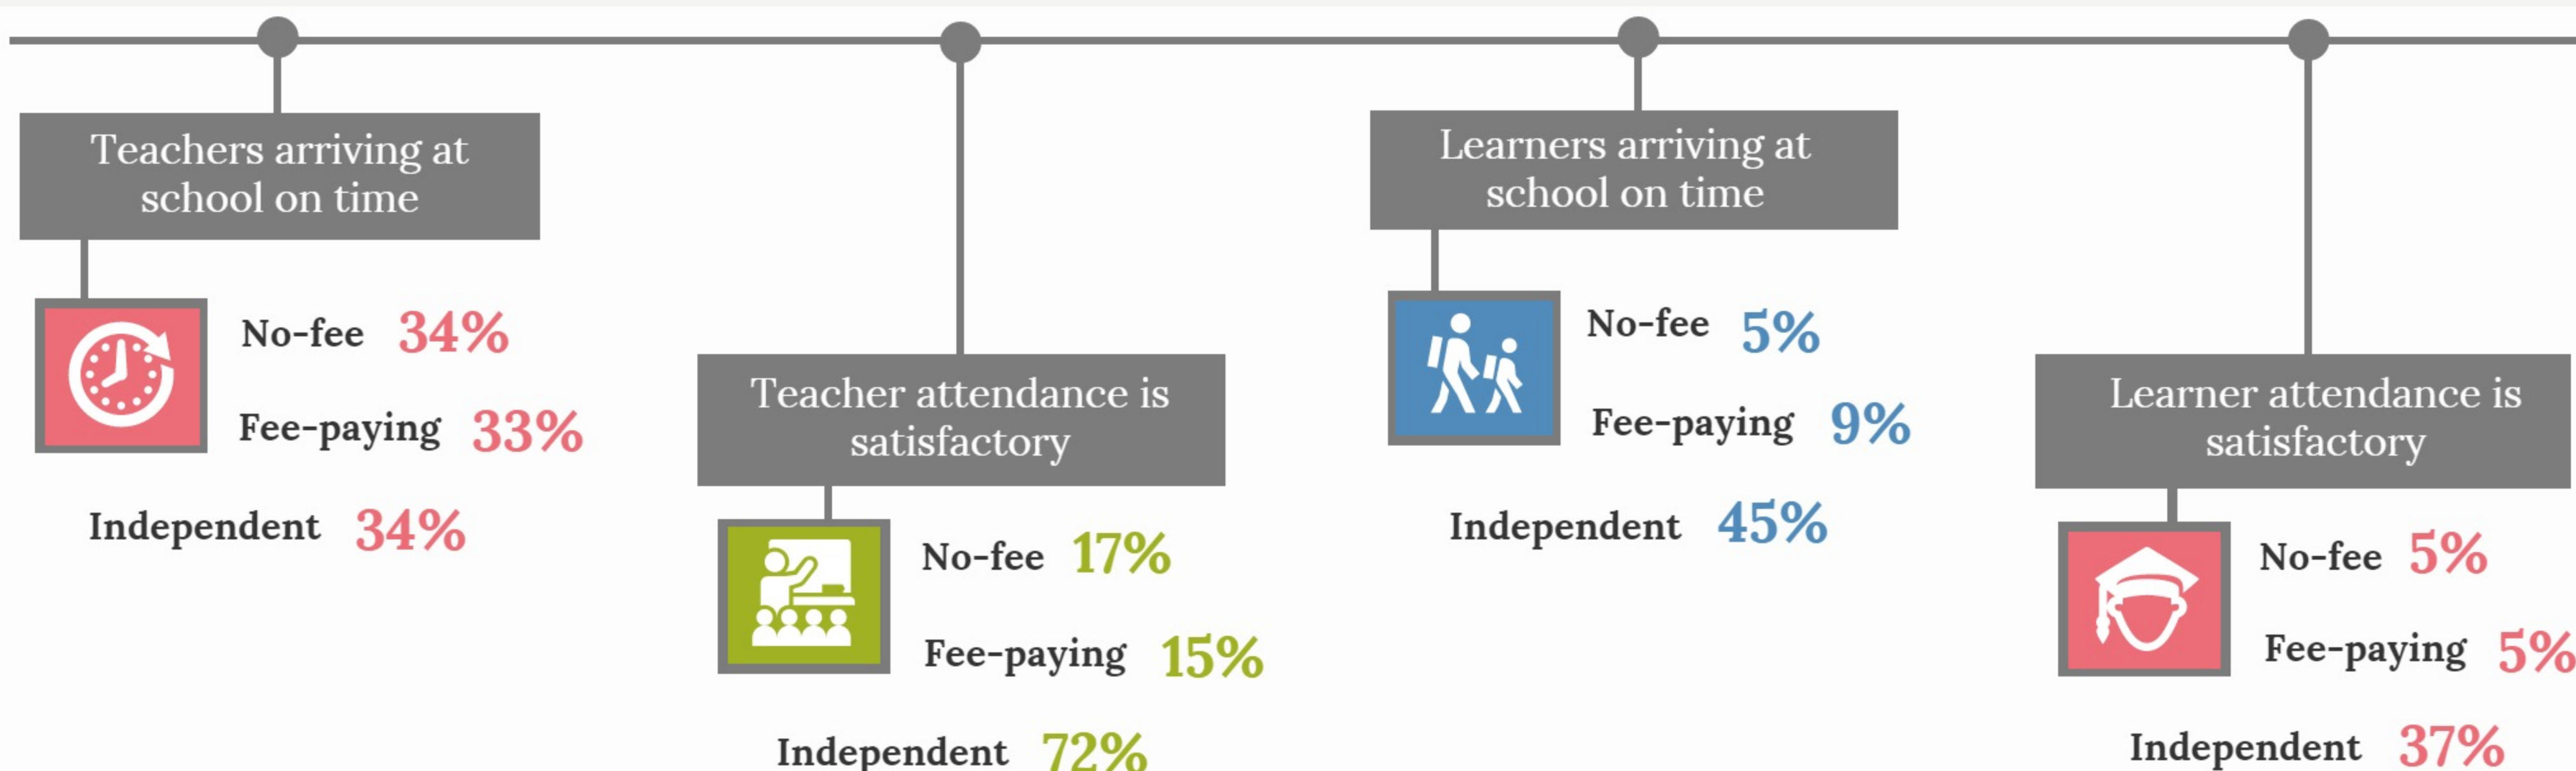 Teachers arriving at
school on time
No-fee 34%
Fee-paying 33%
Independent 34%
Teacher attendance is
satisfactory
No-fee 17%
Fee-paying 15%
Independent 72%
Learners arriving at
school on time
No-fee 5%
Fee-paying 9%
Independent 45%
Learner attendance is
satisfactory
No-fee 5%
Fee-paying 5%
Independent 37%